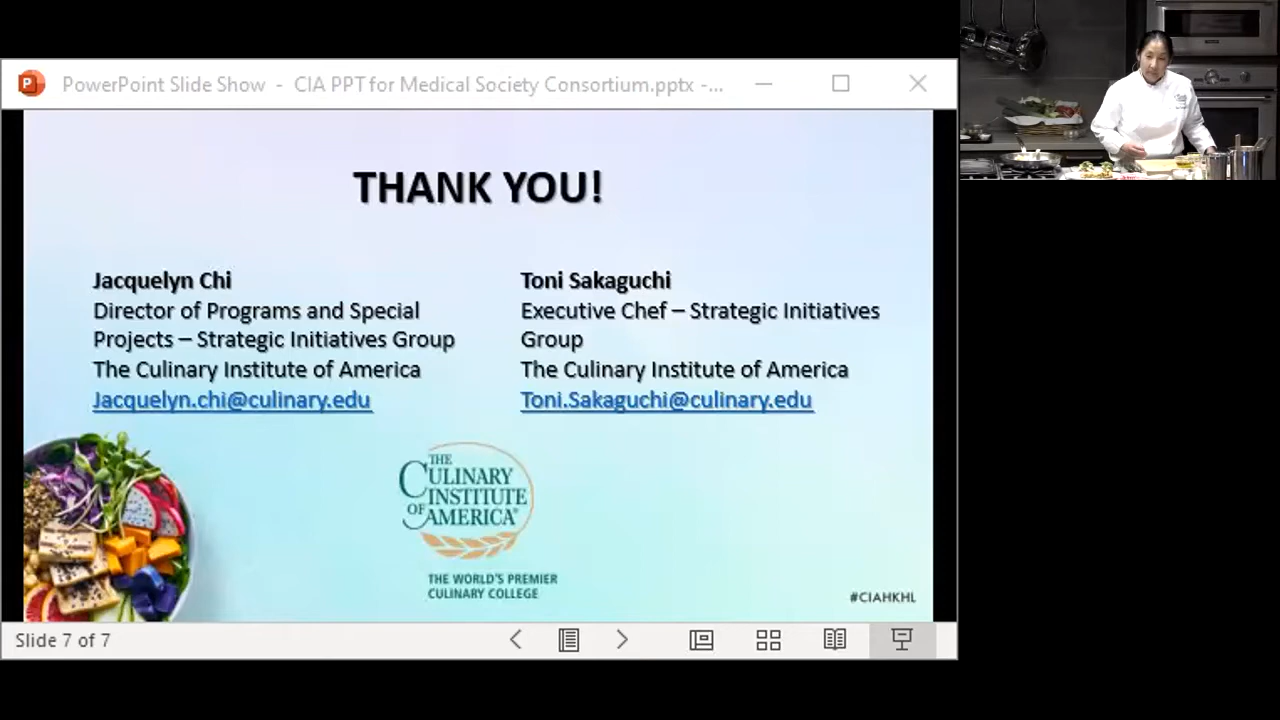 PowerPoint Slide Show - CIA PPT for Medical Society Consortium.pptx -...
THANK YOU!
Jacquelyn Chi
Director of Programs and Special
Projects – Strategic Initiatives Group
The Culinary Institute of America
Jacquelyn.chi@culinary.edu
Toni Sakaguchi
Executive Chef – Strategic Initiatives
Group
The Culinary Institute of America
Toni.Sakaguchi@culinary.edu
THE
CULINARY
INSTITUTE
OF AMERICA®
THE WORLD'S PREMIER
CULINARY COLLEGE
#CIAHKHL
Slide 7 of 7